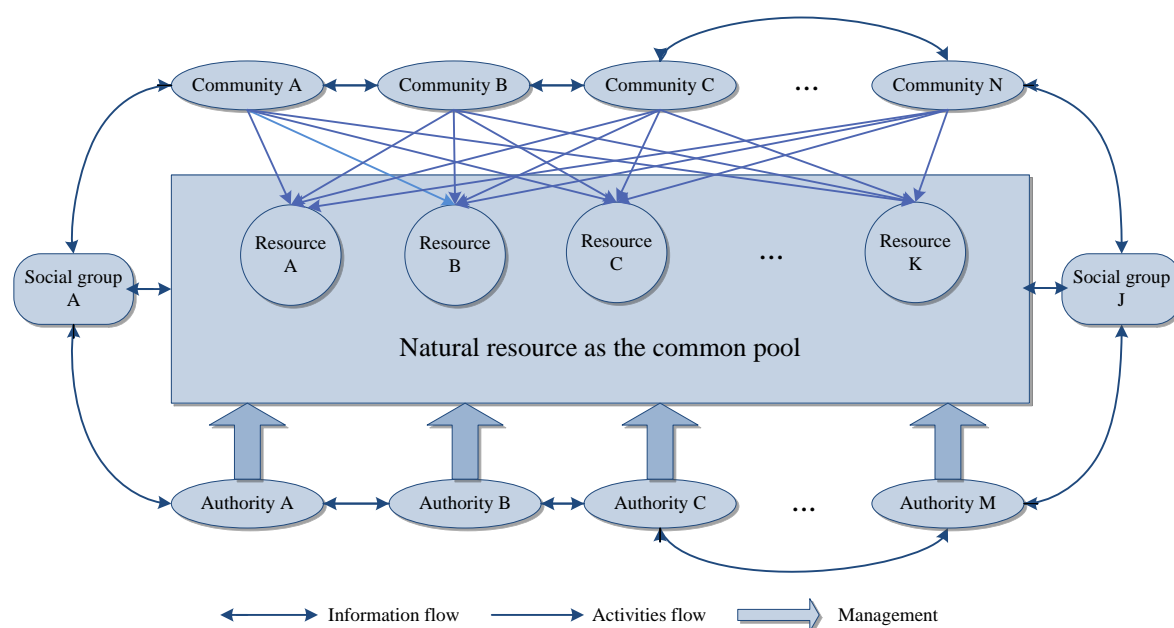 Community A
Community B
Community C
...
Community N
Resource
A
Resource
B
Resource
C
...
Resource
K
Social group
A
Social group
J
Natural resource as the common pool
Authority A
Authority B
Authority C
...
Authority M
Information flow
Activities flow
Management